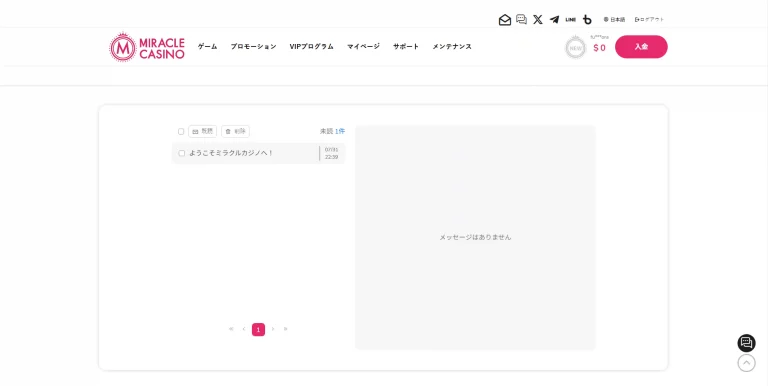 LINE
日本語
ログアウト
MIRACLE
CASINO
ゲーム
プロモーション
VIPプログラム
マイページ
サポート
メンテナンス
NEW
$ 0
入金
既読
削除
未読 1件
ようこそミラクルカジノへ！
22:39
メッセージはありません
« ‹ 1 › »